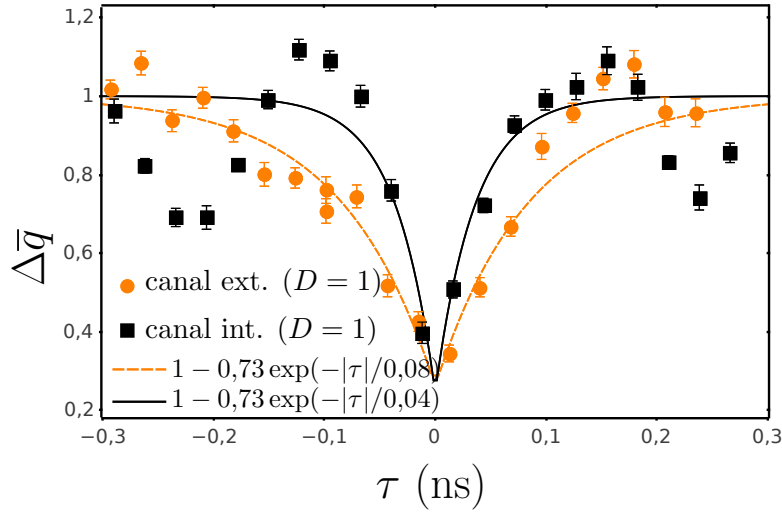 1,2
1
0,8
0,6
0,4
0,2
Δq̅
canal ext. (D = 1)
canal int. (D = 1)
1 − 0,73 exp(−|τ|/0,08)
1 − 0,73 exp(−|τ|/0,04)
−0,3 −0,2 −0,1 0 0,1 0,2 0,3
τ (ns)